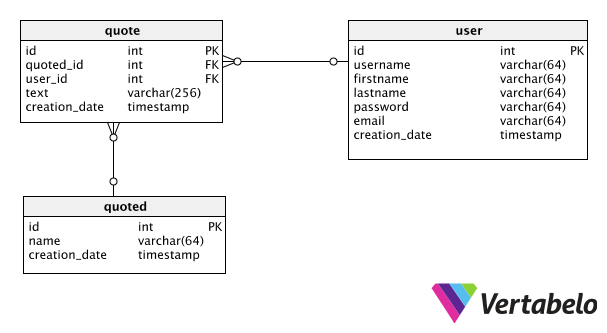 quote
id int PK
quoted_id int FK
user_id int FK
text varchar(256)
creation_date timestamp
user
id int PK
username varchar(64)
firstname varchar(64)
lastname varchar(64)
password varchar(64)
email varchar(64)
creation_date timestamp
quoted
id int PK
name varchar(64)
creation_date timestamp
Vertabelo